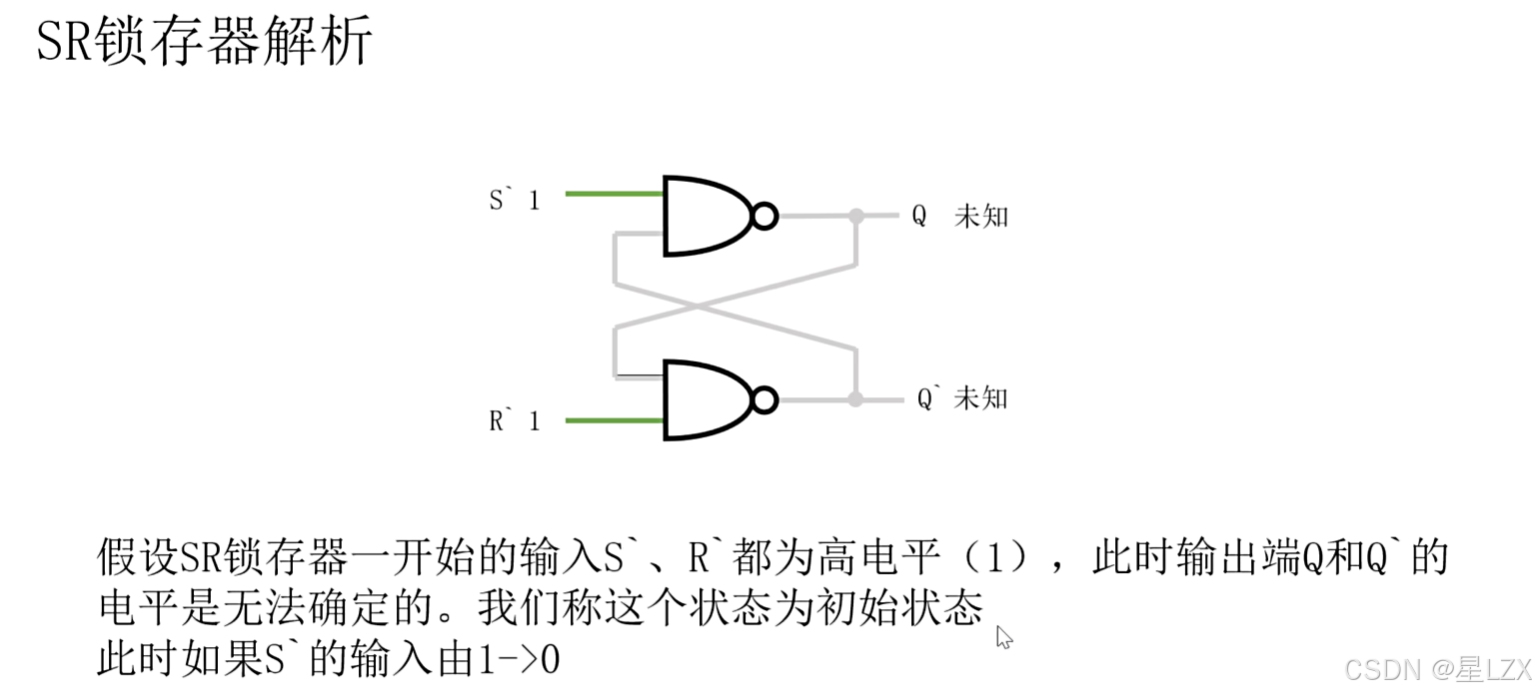 SR锁存器解析
S` 1
Q 未知
Q` 未知
R` 1
假设SR锁存器一开始的输入S`、R`都为高电平（1），此时输出端Q和Q`的
电平是无法确定的。我们称这个状态为初始状态
此时如果S`的输入由1->0
CSDN @星LZX